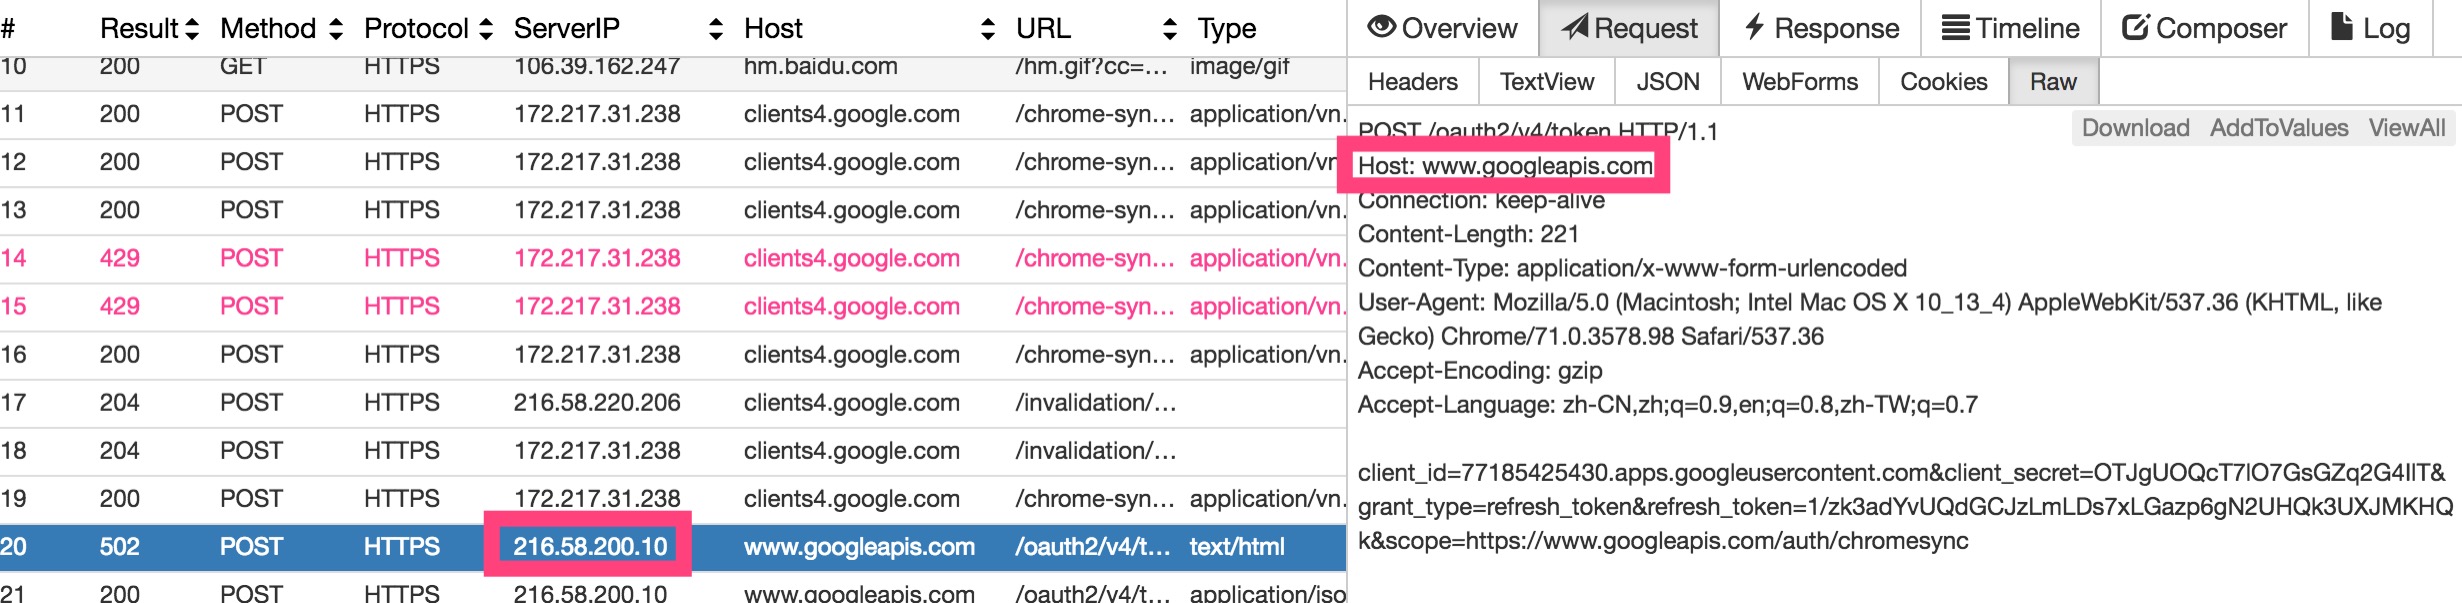 # Result Method Protocol ServerIP Host URL Type
10 200 GET HTTPS 106.39.162.247 hm.baidu.com /hm.gif?cc=... image/gif
11 200 POST HTTPS 172.217.31.238 clients4.google.com /chrome-syn... application/vn.
12 200 POST HTTPS 172.217.31.238 clients4.google.com /chrome-syn... application/vn
13 200 POST HTTPS 172.217.31.238 clients4.google.com /chrome-syn... application/vn.
14 429 POST HTTPS 172.217.31.238 clients4.google.com /chrome-syn... application/vn.
15 429 POST HTTPS 172.217.31.238 clients4.google.com /chrome-syn... application/vn.
16 200 POST HTTPS 172.217.31.238 clients4.google.com /chrome-syn... application/vn.
17 204 POST HTTPS 216.58.220.206 clients4.google.com /invalidation/...
18 204 POST HTTPS 172.217.31.238 clients4.google.com /invalidation/...
19 200 POST HTTPS 172.217.31.238 clients4.google.com /chrome-syn... application/vn.
20 502 POST HTTPS 216.58.200.10 www.googleapis.com /oauth2/v4/t... text/html
21 200 POST HTTPS 216.58.200.10 www.googleapis.com /oauth2/v4/t... application/jso
Overview Request Response Timeline Composer Log
Headers TextView JSON WebForms Cookies Raw
Download AddToValues ViewAll
POST /oauth2/v4/token HTTP/1.1
Host: www.googleapis.com
Connection: keep-alive
Content-Length: 221
Content-Type: application/x-www-form-urlencoded
User-Agent: Mozilla/5.0 (Macintosh; Intel Mac OS X 10_13_4) AppleWebKit/537.36 (KHTML, like
Gecko) Chrome/71.0.3578.98 Safari/537.36
Accept-Encoding: gzip
Accept-Language: zh-CN,zh;q=0.9,en;q=0.8,zh-TW;q=0.7
client_id=77185425430.apps.googleusercontent.com&client_secret=OTJgUOQcT7lO7GsGZq2G4IlT&
grant_type=refresh_token&refresh_token=1/zk3adYvUQdGCJzLmLDs7xLGazp6gN2UHQk3UXJMKHQ
k&scope=https://www.googleapis.com/auth/chromesync